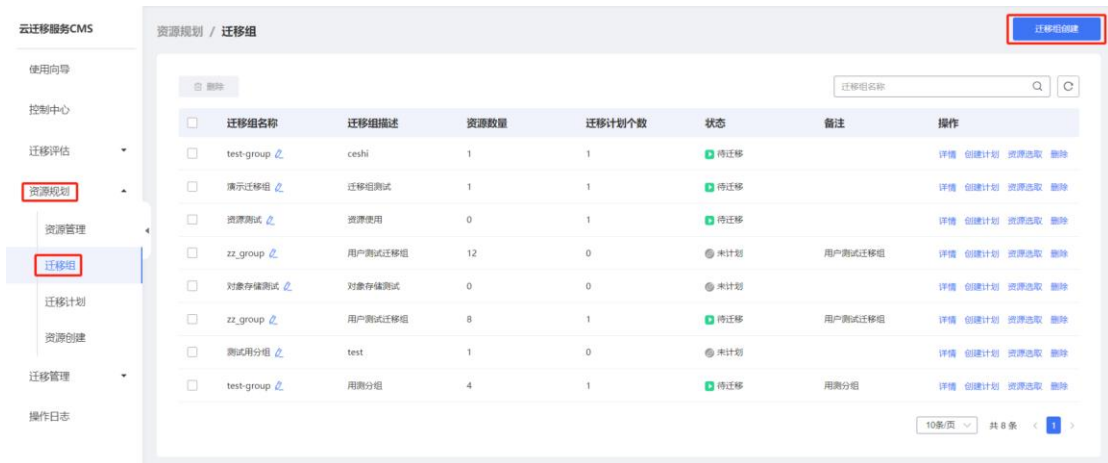 云迁移服务CMS
资源规划 / 迁移组
迁移组创建
使用向导
控制中心
迁移评估
资源规划
资源管理
迁移组
迁移计划
资源创建
迁移管理
操作日志
删除
迁移组名称
迁移组名称 迁移组描述 资源数量 迁移计划个数 状态 备注 操作
test-group ceshi 1 1 待迁移 详情 创建计划 资源选取 删除
演示迁移组 迁移组测试 1 1 待迁移 详情 创建计划 资源选取 删除
资源测试 资源使用 0 1 待迁移 详情 创建计划 资源选取 删除
zz_group 用户测试迁移组 12 0 未计划 用户测试迁移组 详情 创建计划 资源选取 删除
对象存储测试 对象存储测试 0 0 未计划 详情 创建计划 资源选取 删除
zz_group 用户测试迁移组 8 1 待迁移 用户测试迁移组 详情 创建计划 资源选取 删除
测试用分组 test 1 0 未计划 详情 创建计划 资源选取 删除
test-group 用测分组 4 1 待迁移 用测分组 详情 创建计划 资源选取 删除
10条/页 共 8 条 < 1 >